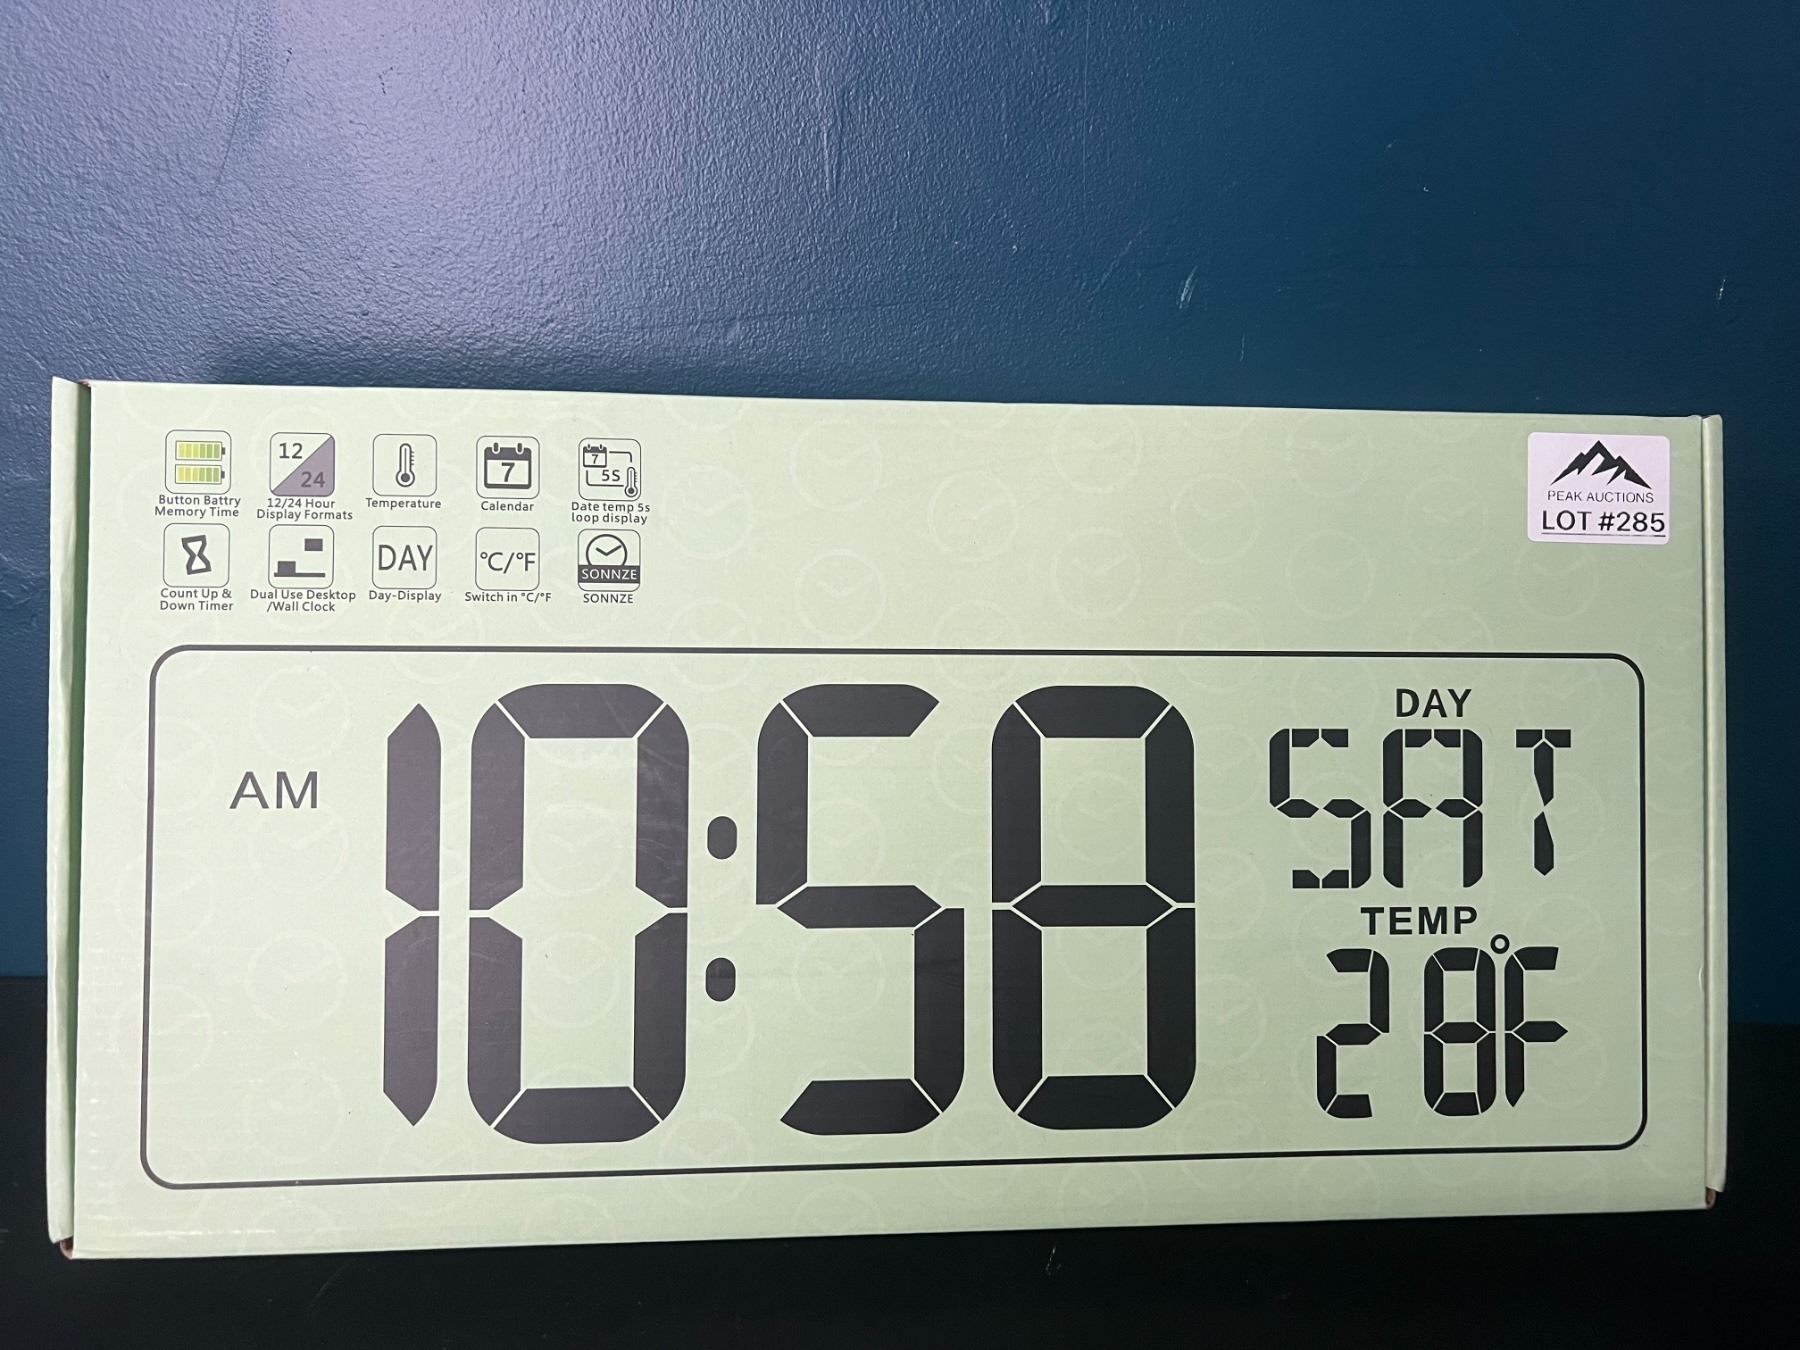 12
24
7
7
5S
Button Battry
Memory Time
12/24 Hour
Display Formats
Temperature
Calendar
Date temp 5s
loop display
DAY
°C/°F
SONNZE
Count Up &
Down Timer
Dual Use Desktop
/Wall Clock
Day-Display
Switch in °C/°F
SONNZE
PEAK AUCTIONS
LOT #285
AM
10:58
DAY
SAT
TEMP
28°F